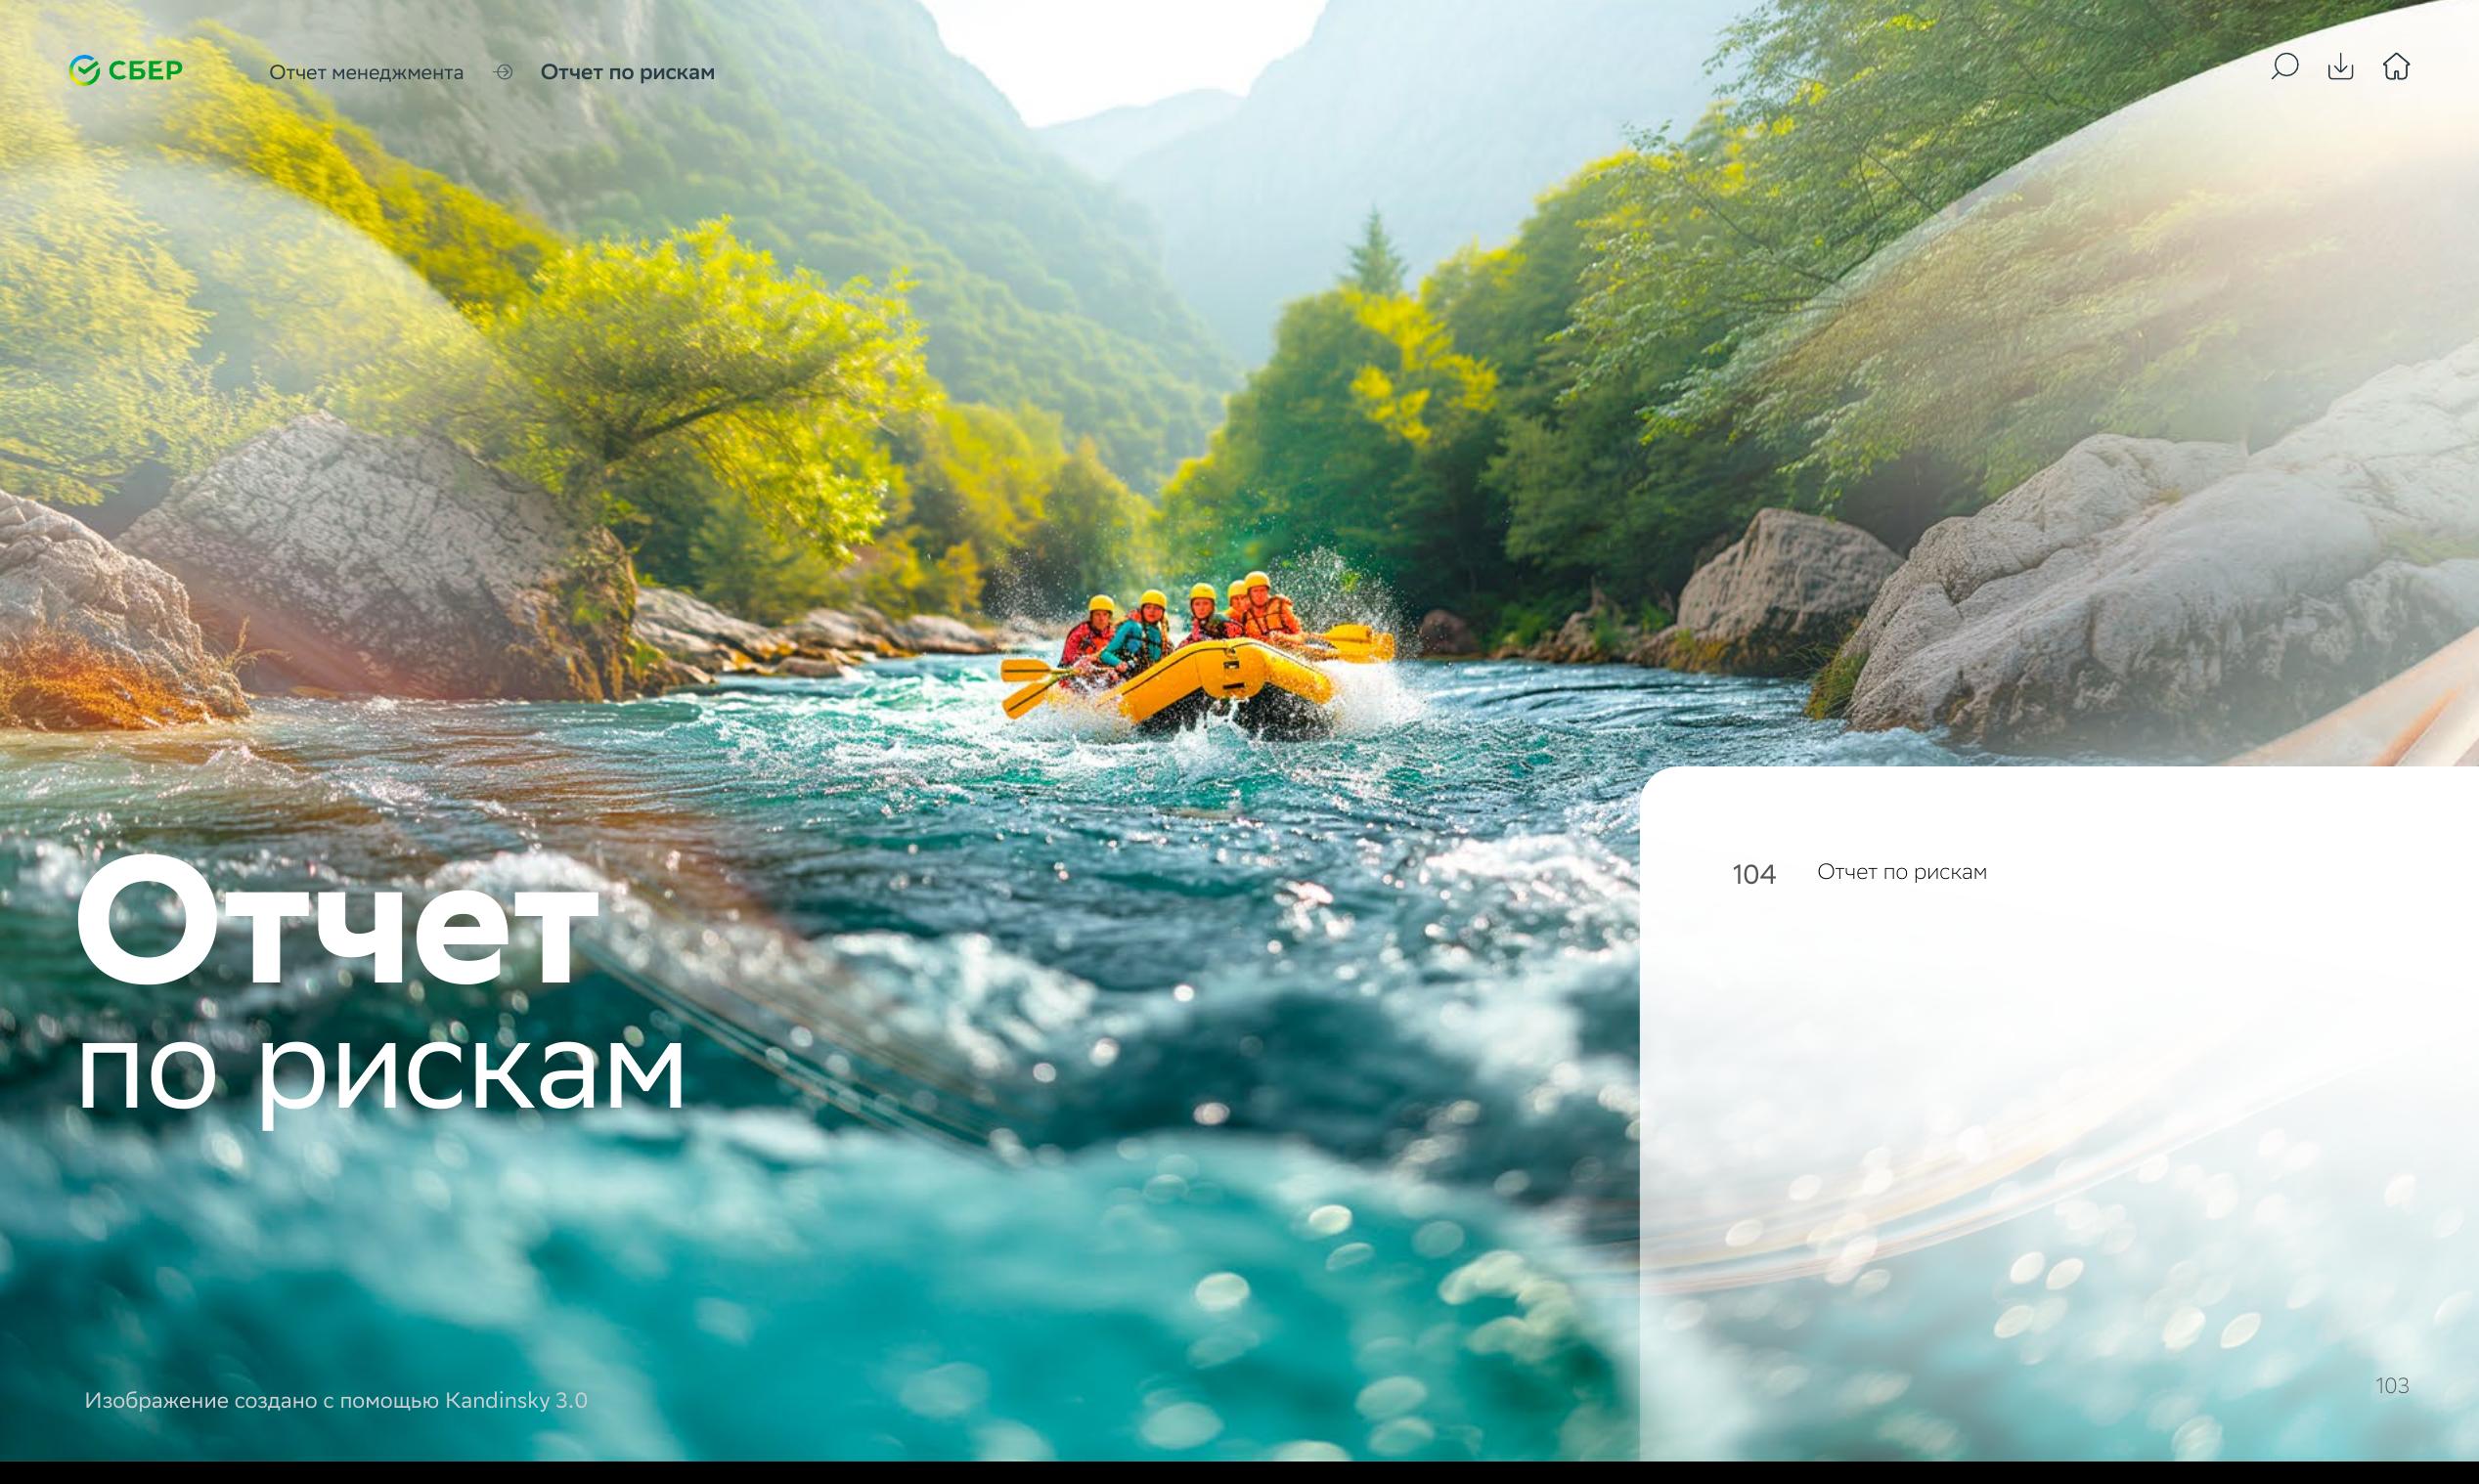 СБЕР
Отчет менеджмента
Отчет по рискам
Отчет
по рискам
104 Отчет по рискам
Изображение создано с помощью Kandinsky 3.0
103